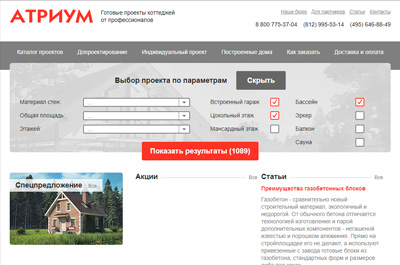 АТРИУМ
Готовые проекты коттеджей
от профессионалов
Наше бюро Для партнеров Статьи Контакты
8 800 775-37-04 (812) 995-53-14 (495) 646-88-49
Каталог проектов Допроектирование Индивидуальный проект Построенные дома Как заказать Доставка и оплата
Выбор проекта по параметрам Скрыть
Материал стен: ... Встроенный гараж Бассейн
Общая площадь: ... Цокольный этаж Эркер
Этажей ... Мансардный этаж Балкон
Сауна
Показать результаты (1089)
Спецпредложение Все
Акции Все
Статьи Все
Преимущества газобетонных блоков
Газобетон - сравнительно новый
строительный материал, экологичный и
недорогой. От обычного бетона отличается
технологией изготовления и парой
дополнительных компонентов - негашеной
известью и порошком алюминия. Прямо на
стройплощадке его не делают, а используют
привезенные с завода готовые блоки из
газобетона, стандартных форм и размеров